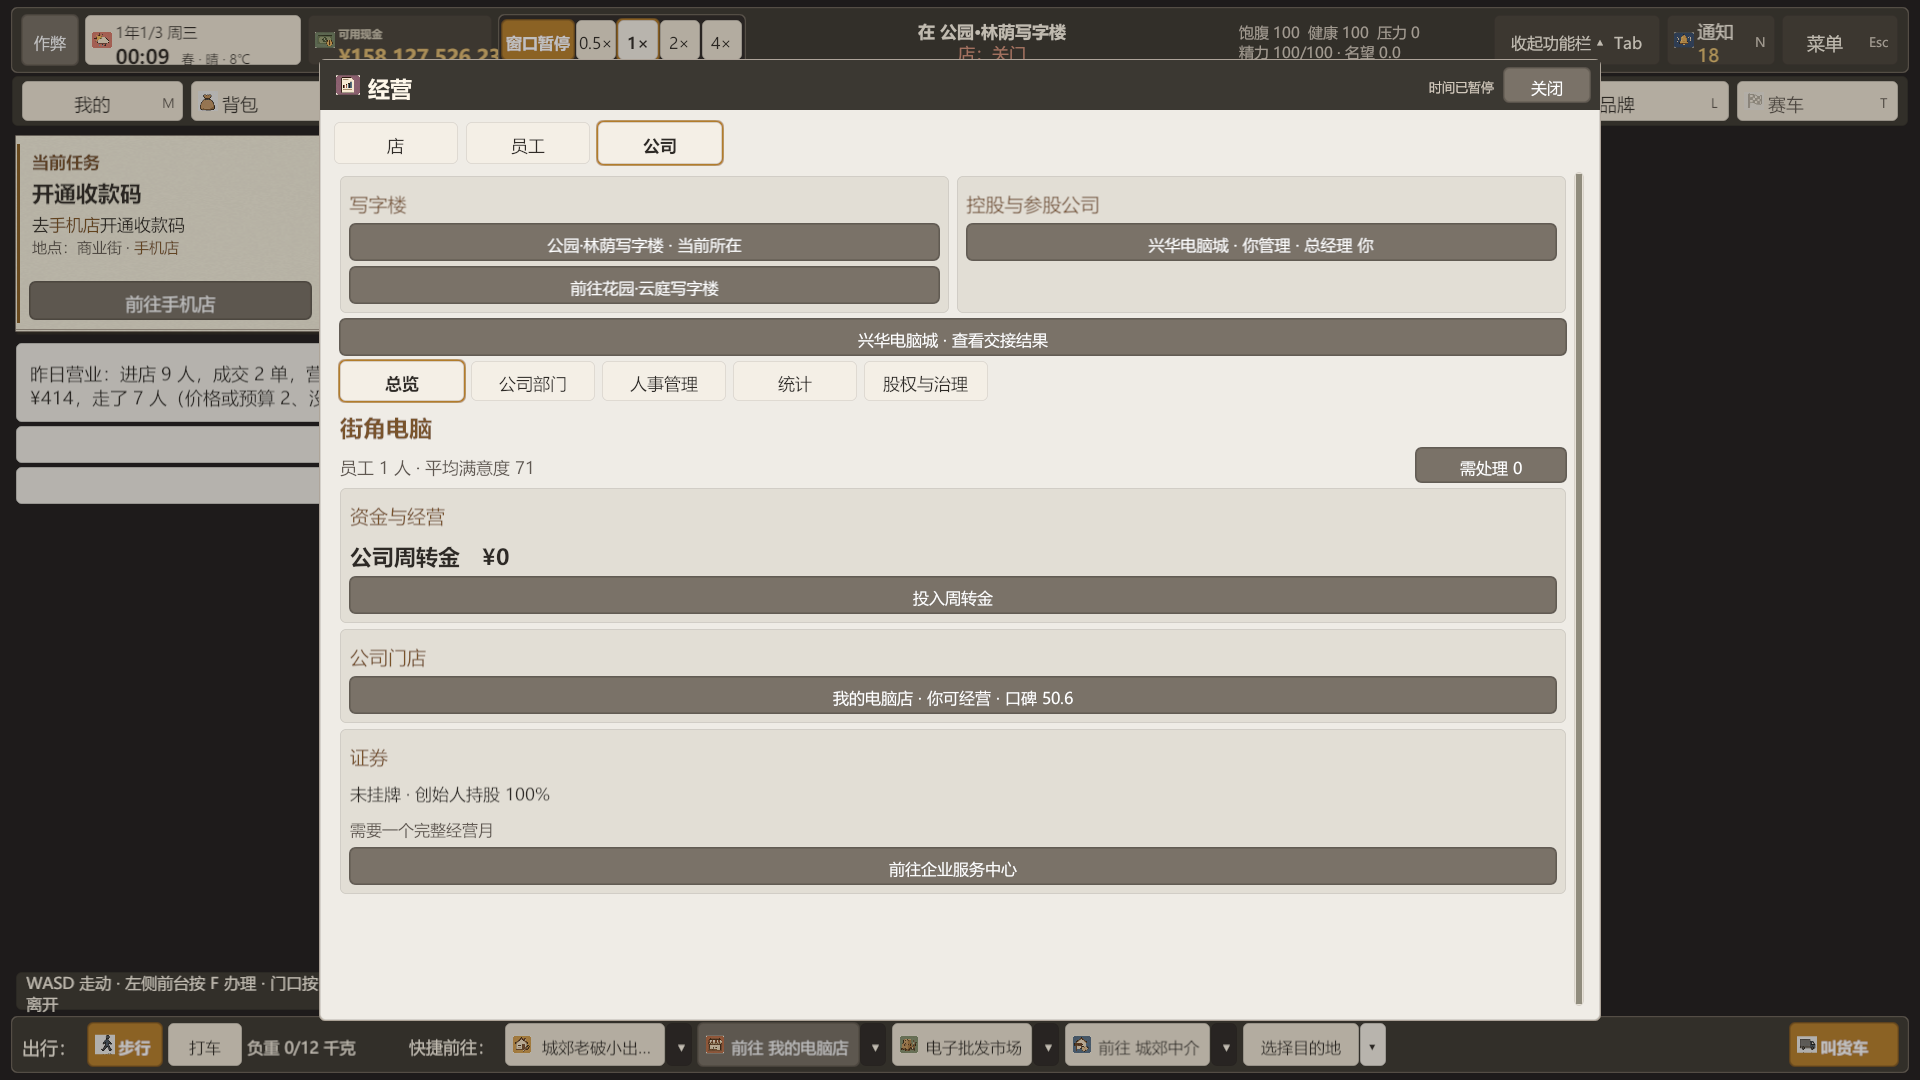 作弊
1年1/3 周三
00:09 春 · 晴 · 8℃
可用现金
¥158,127,526.23
窗口暂停 0.5× 1× 2× 4×
在 公园•林荫写字楼
店：关门
饱腹 100 健康 100 压力 0
精力 100/100 · 名望 0.0
收起功能栏 ▲ Tab
通知 18 N
菜单 Esc
我的 M
背包
品牌 L
赛车 T
经营
时间已暂停
关闭
当前任务
开通收款码
去手机店开通收款码
地点：商业街 · 手机店
前往手机店
昨日营业：进店 9 人，成交 2 单，营
¥414，走了 7 人（价格或预算 2、没
店 员工 公司
写字楼
公园·林荫写字楼 · 当前所在
前往花园·云庭写字楼
控股与参股公司
兴华电脑城 · 你管理 · 总经理 你
兴华电脑城 · 查看交接结果
总览 公司部门 人事管理 统计 股权与治理
街角电脑
员工 1 人 · 平均满意度 71
需处理 0
资金与经营
公司周转金 ¥0
投入周转金
公司门店
我的电脑店 · 你可经营 · 口碑 50.6
证券
未挂牌 · 创始人持股 100%
需要一个完整经营月
前往企业服务中心
WASD 走动 · 左侧前台按 F 办理 · 门口按
离开
出行： 步行 打车 负重 0/12 千克 快捷前往： 城郊老破小出... ▼ 前往 我的电脑店 ▼ 电子批发市场 ▼ 前往 城郊中介 ▼ 选择目的地 ▼ 叫货车